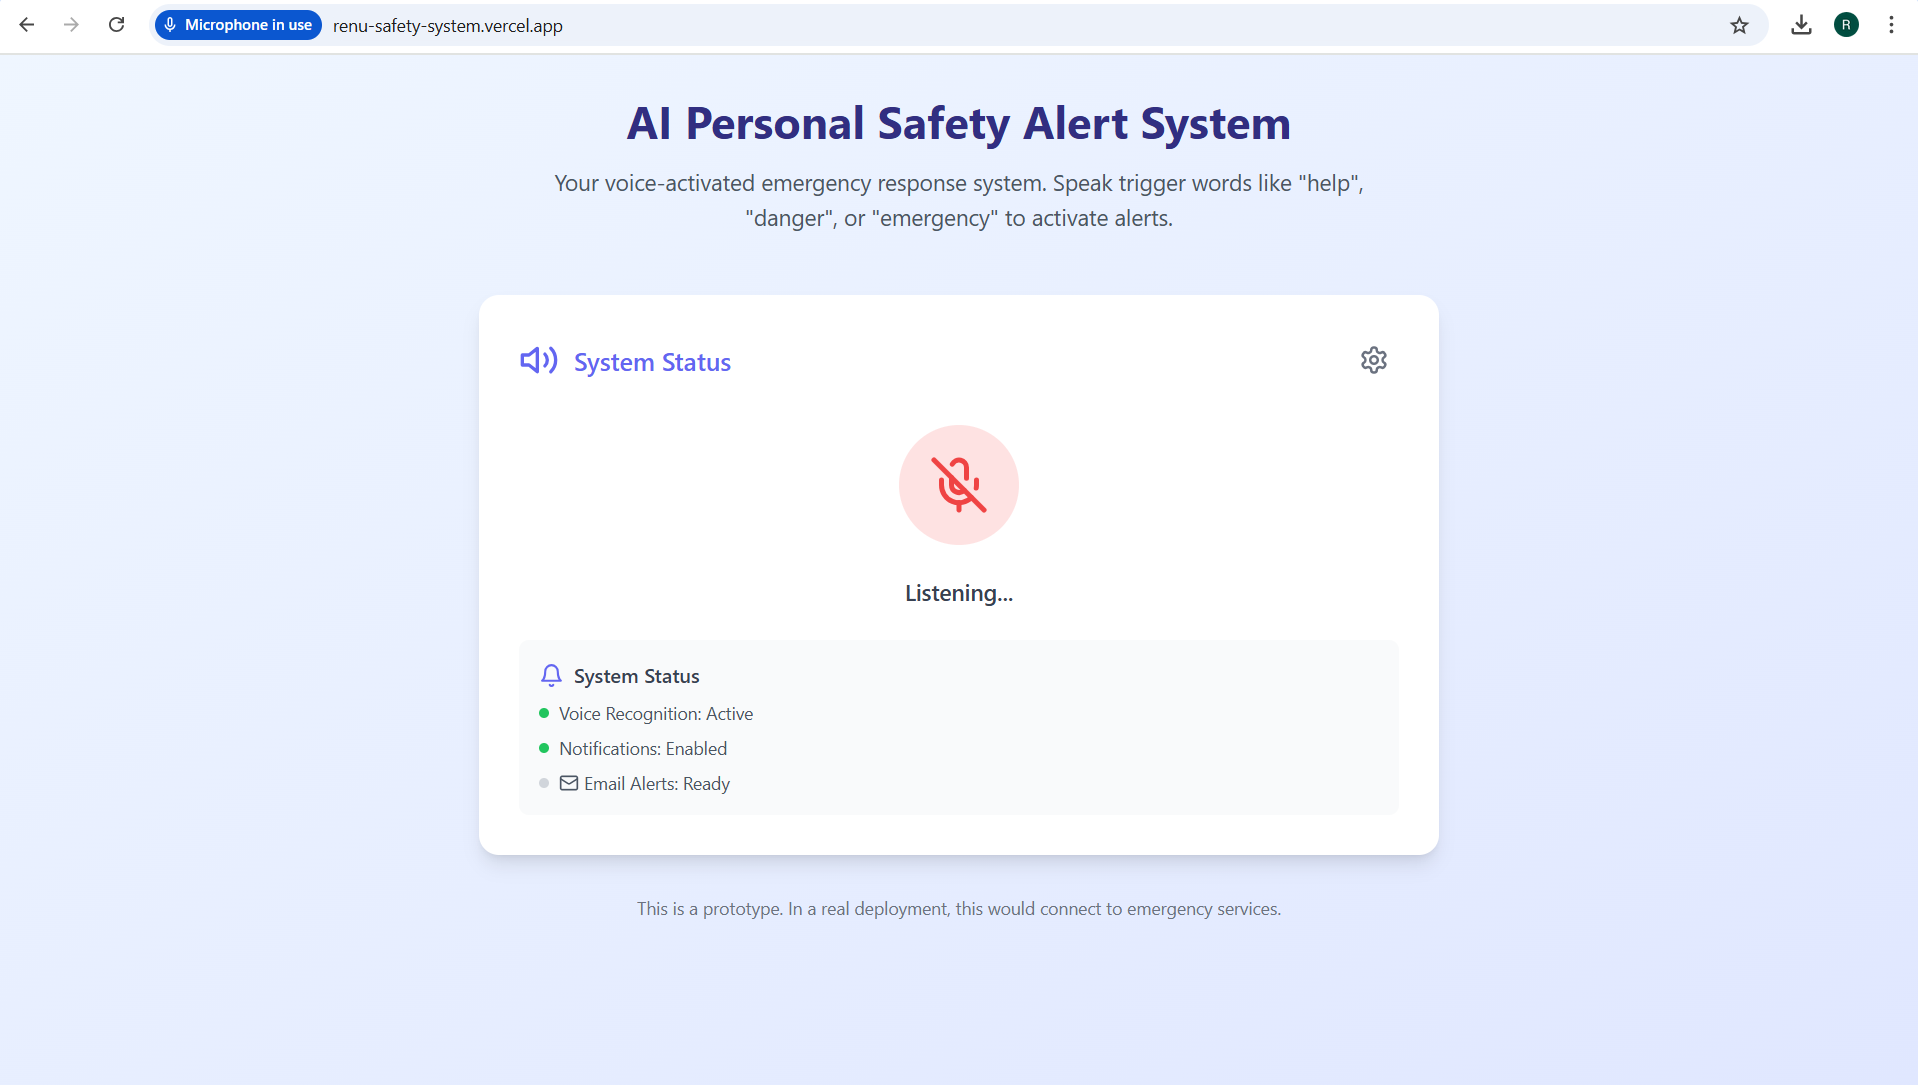 Microphone in use
renu-safety-system.vercel.app
R
AI Personal Safety Alert System
Your voice-activated emergency response system. Speak trigger words like "help",
"danger", or "emergency" to activate alerts.
System Status
Listening...
System Status
Voice Recognition: Active
Notifications: Enabled
Email Alerts: Ready
This is a prototype. In a real deployment, this would connect to emergency services.